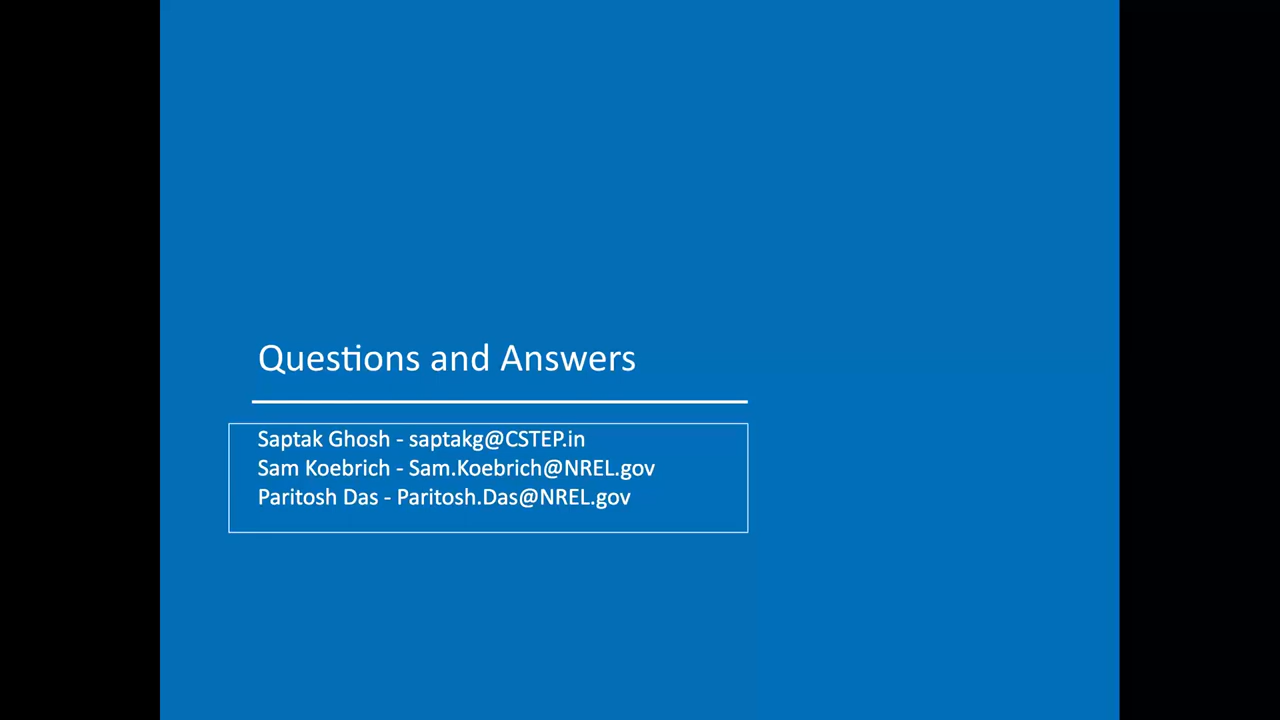 Questions and Answers
Saptak Ghosh - saptakg@CSTEP.in
Sam Koebrich - Sam.Koebrich@NREL.gov
Paritosh Das - Paritosh.Das@NREL.gov